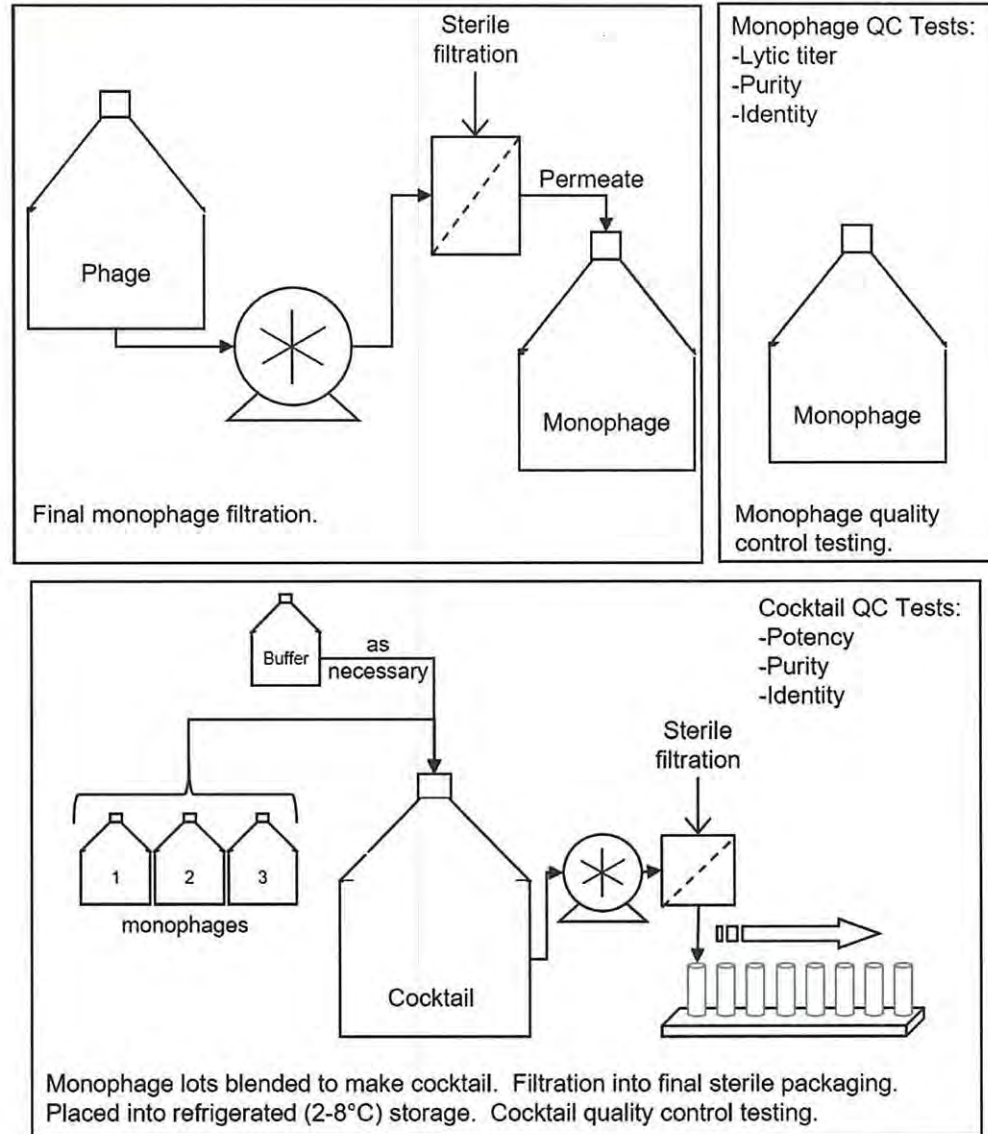 Sterile
filtration
Phage
Permeate
Monophage
Final monophage filtration.
Monophage QC Tests:
-Lytic titer
-Purity
-Identity
Monophage
Monophage quality
control testing.
Buffer
as
necessary
Cocktail QC Tests:
-Potency
-Purity
-Identity
Sterile
filtration
1 2 3
monophages
Cocktail
Monophage lots blended to make cocktail. Filtration into final sterile packaging.
Placed into refrigerated (2-8°C) storage. Cocktail quality control testing.